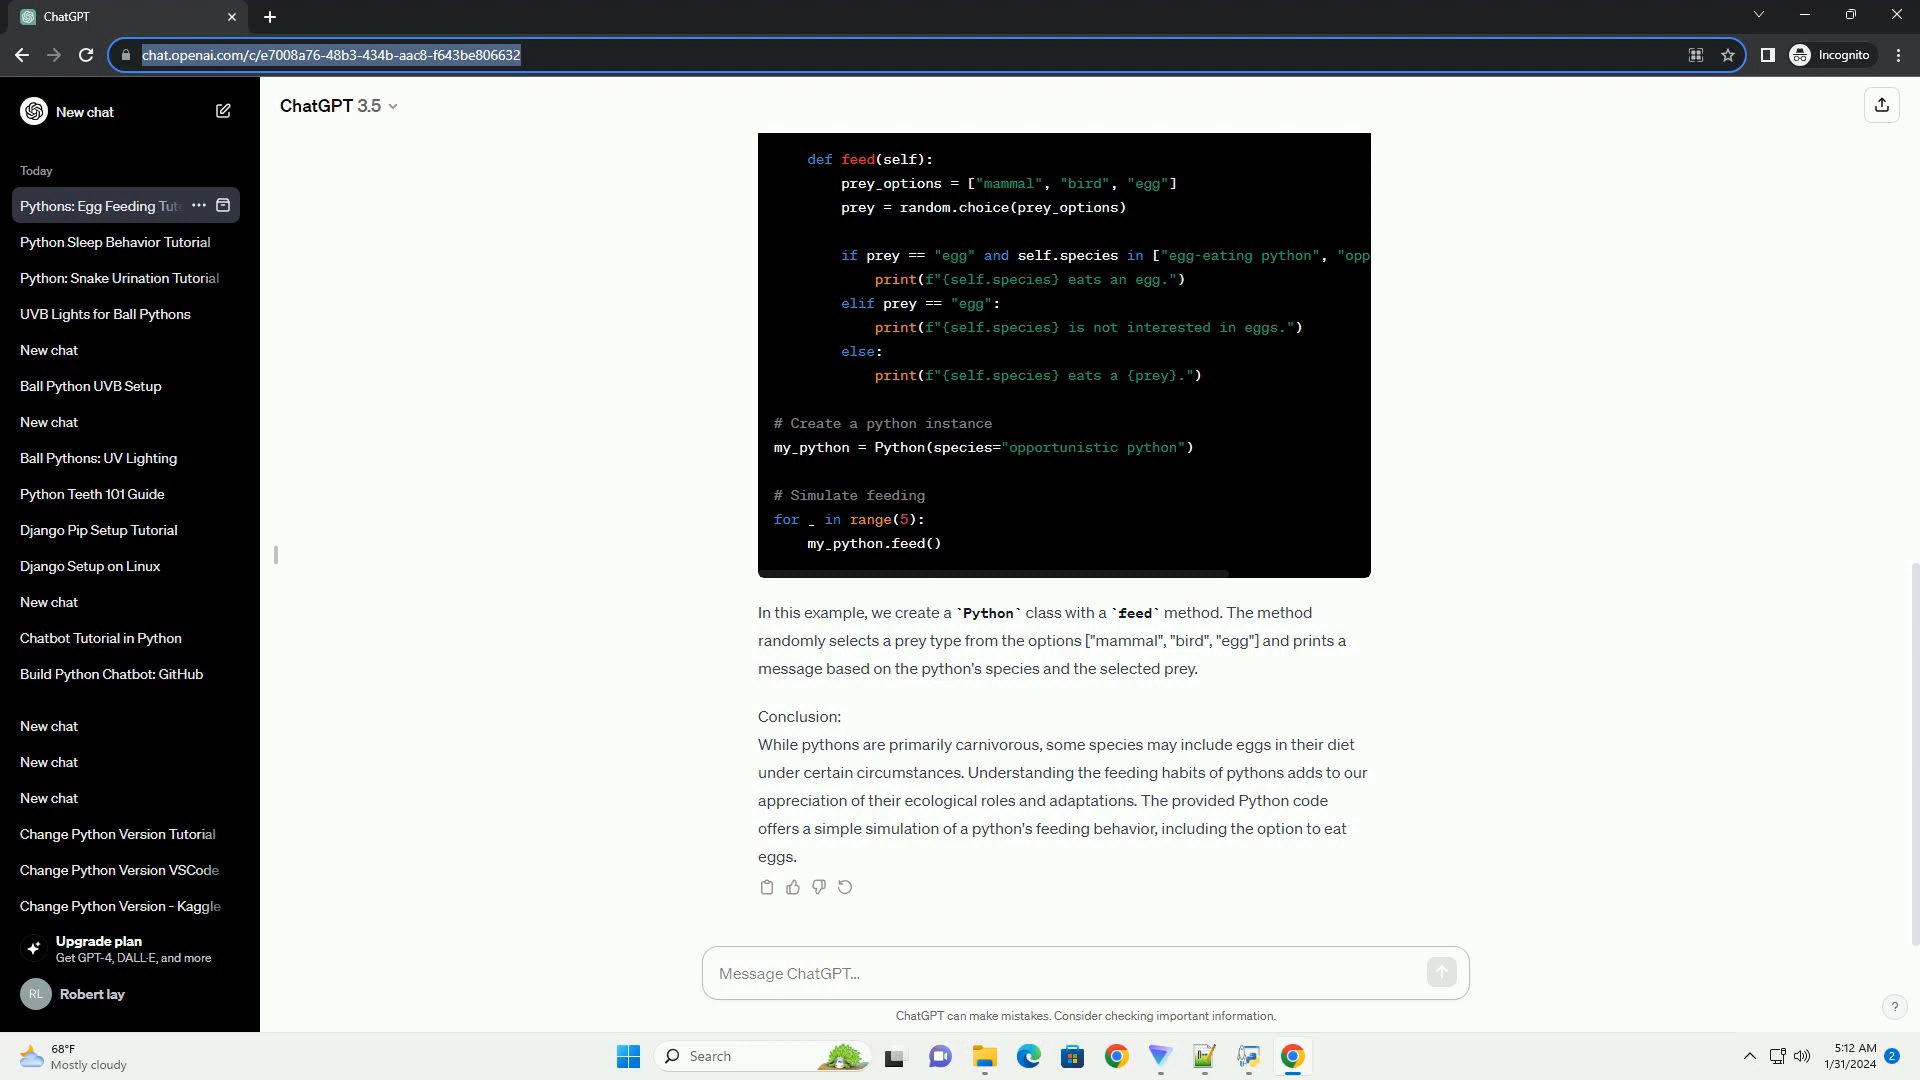 ChatGPT
chat.openai.com/c/e7008a76-48b3-434b-aac8-f643be806632
Incognito
New chat
ChatGPT 3.5
Today
Pythons: Egg Feeding Tut
Python Sleep Behavior Tutorial
Python: Snake Urination Tutorial
UVB Lights for Ball Pythons
New chat
Ball Python UVB Setup
New chat
Ball Pythons: UV Lighting
Python Teeth 101 Guide
Django Pip Setup Tutorial
Django Setup on Linux
New chat
Chatbot Tutorial in Python
Build Python Chatbot: GitHub
New chat
New chat
New chat
Change Python Version Tutorial
Change Python Version VSCode
Change Python Version - Kaggle
Upgrade plan
Get GPT-4, DALL·E, and more
RL
Robert lay
def feed(self):
prey_options = ["mammal", "bird", "egg"]
prey = random.choice(prey_options)
if prey == "egg" and self.species in ["egg-eating python", "opp
print(f"{self.species} eats an egg.")
elif prey == "egg":
print(f"{self.species} is not interested in eggs.")
else:
print(f"{self.species} eats a {prey}.")
# Create a python instance
my_python = Python(species="opportunistic python")
# Simulate feeding
for _ in range(5):
my_python.feed()
In this example, we create a `Python` class with a `feed` method. The method
randomly selects a prey type from the options ["mammal", "bird", "egg"] and prints a
message based on the python's species and the selected prey.
Conclusion:
While pythons are primarily carnivorous, some species may include eggs in their diet
under certain circumstances. Understanding the feeding habits of pythons adds to our
appreciation of their ecological roles and adaptations. The provided Python code
offers a simple simulation of a python's feeding behavior, including the option to eat
eggs.
Message ChatGPT...
ChatGPT can make mistakes. Consider checking important information.
?
68°F
Mostly cloudy
Search
5:12 AM
1/31/2024
2